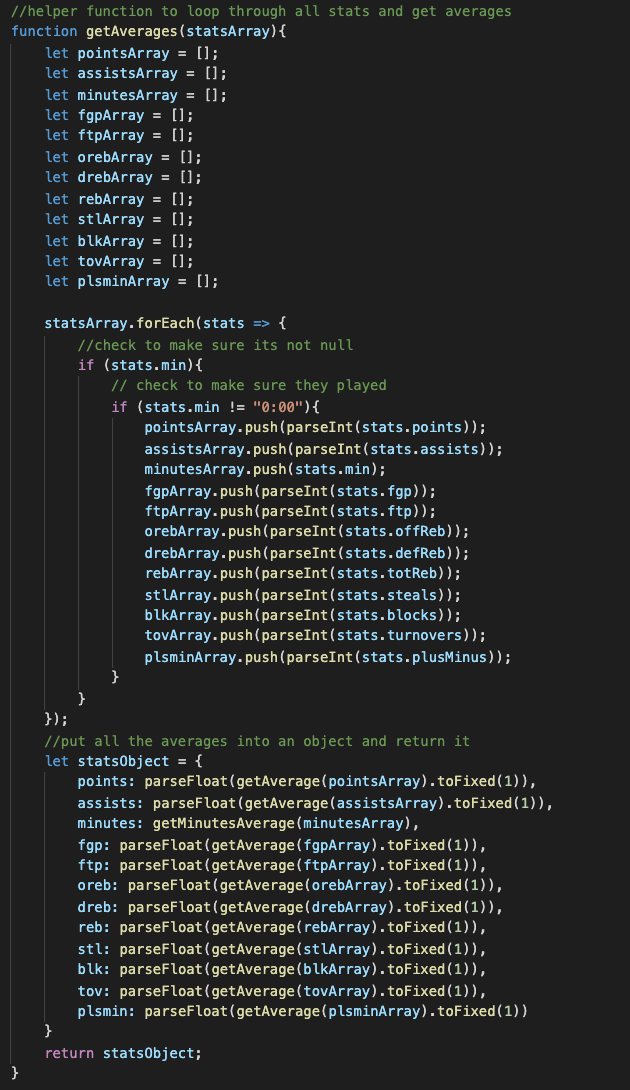 //helper function to loop through all stats and get averages
function getAverages(statsArray){
    let pointsArray = [];
    let assistsArray = [];
    let minutesArray = [];
    let fgpArray = [];
    let ftpArray = [];
    let orebArray = [];
    let drebArray = [];
    let rebArray = [];
    let stlArray = [];
    let blkArray = [];
    let tovArray = [];
    let plsminArray = [];

    statsArray.forEach(stats => {
        //check to make sure its not null
        if (stats.min){
            // check to make sure they played
            if (stats.min != "0:00"){
                pointsArray.push(parseInt(stats.points));
                assistsArray.push(parseInt(stats.assists));
                minutesArray.push(stats.min);
                fgpArray.push(parseInt(stats.fgp));
                ftpArray.push(parseInt(stats.ftp));
                orebArray.push(parseInt(stats.offReb));
                drebArray.push(parseInt(stats.defReb));
                rebArray.push(parseInt(stats.totReb));
                stlArray.push(parseInt(stats.steals));
                blkArray.push(parseInt(stats.blocks));
                tovArray.push(parseInt(stats.turnovers));
                plsminArray.push(parseInt(stats.plusMinus));
            }
        }
    });
    //put all the averages into an object and return it
    let statsObject = {
        points: parseFloat(getAverage(pointsArray).toFixed(1)),
        assists: parseFloat(getAverage(assistsArray).toFixed(1)),
        minutes: getMinutesAverage(minutesArray),
        fgp: parseFloat(getAverage(fgpArray).toFixed(1)),
        ftp: parseFloat(getAverage(ftpArray).toFixed(1)),
        oreb: parseFloat(getAverage(orebArray).toFixed(1)),
        dreb: parseFloat(getAverage(drebArray).toFixed(1)),
        reb: parseFloat(getAverage(rebArray).toFixed(1)),
        stl: parseFloat(getAverage(stlArray).toFixed(1)),
        blk: parseFloat(getAverage(blkArray).toFixed(1)),
        tov: parseFloat(getAverage(tovArray).toFixed(1)),
        plsmin: parseFloat(getAverage(plsminArray).toFixed(1))
    }
    return statsObject;
}